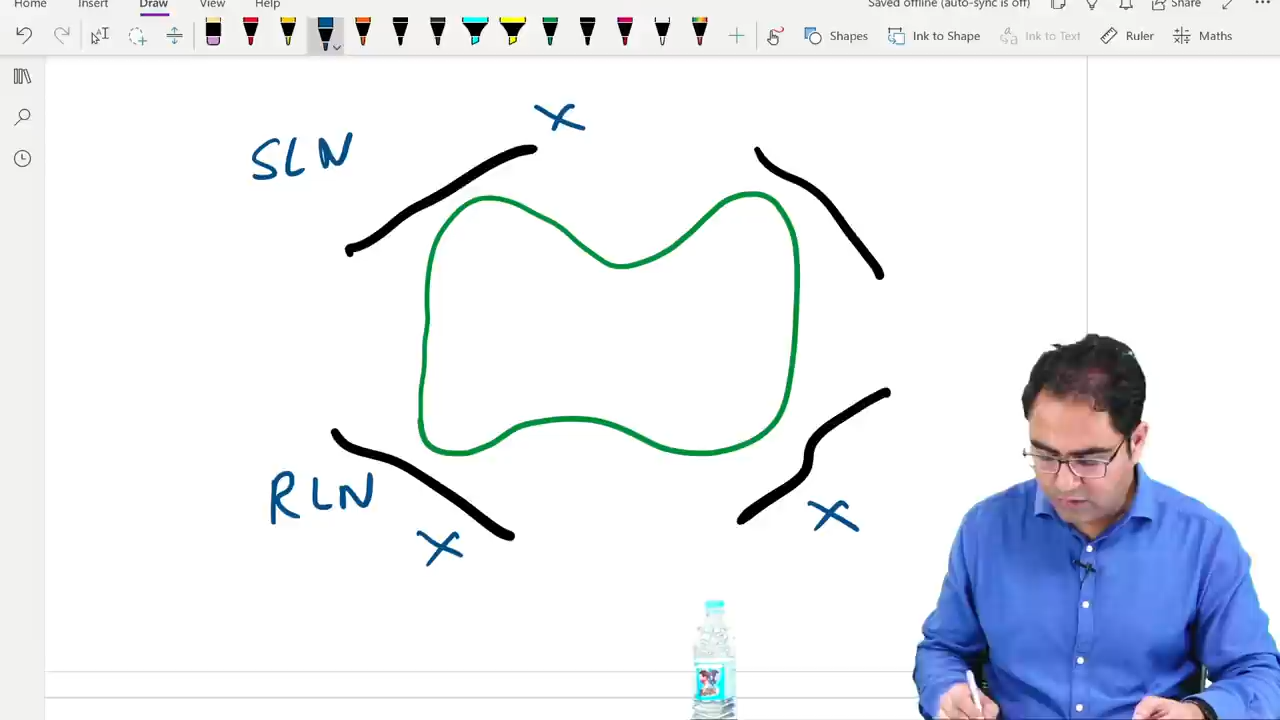 Home Insert Draw View Help Saved offline (auto-sync is off) Share
Shapes Ink to Shape Ink to Text Ruler Maths
X
SLN
RLN
X
X